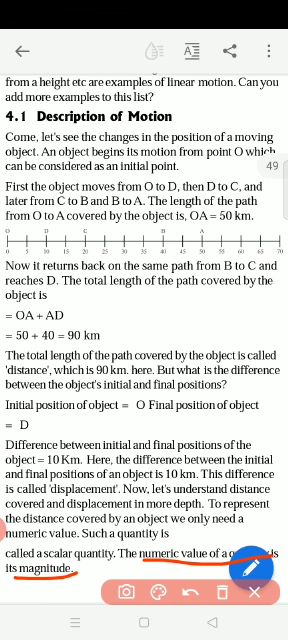 from a height etc are examples of linear motion. Can you
add more examples to this list?
4.1 Description of Motion
Come, let's see the changes in the position of a moving
object. An object begins its motion from point O which
can be considered as an initial point.
49
First the object moves from O to D, then D to C, and
later from C to B and B to A. The length of the path
from O to A covered by the object is, OA = 50 km.
O D C B A
0 5 10 15 20 25 30 35 40 45 50 55 60 65 70
Now it returns back on the same path from B to C and
reaches D. The total length of the path covered by the
object is
= OA + AD
= 50 + 40 = 90 km
The total length of the path covered by the object is called
'distance', which is 90 km. here. But what is the difference
between the object's initial and final positions?
Initial position of object = O Final position of object
= D
Difference between initial and final positions of the
object = 10 Km. Here, the difference between the initial
and final positions of an object is 10 km. This difference
is called 'displacement'. Now, let's understand distance
covered and displacement in more depth. To represent
the distance covered by an object we only need a
numeric value. Such a quantity is
called a scalar quantity. The numeric value of a is
its magnitude.